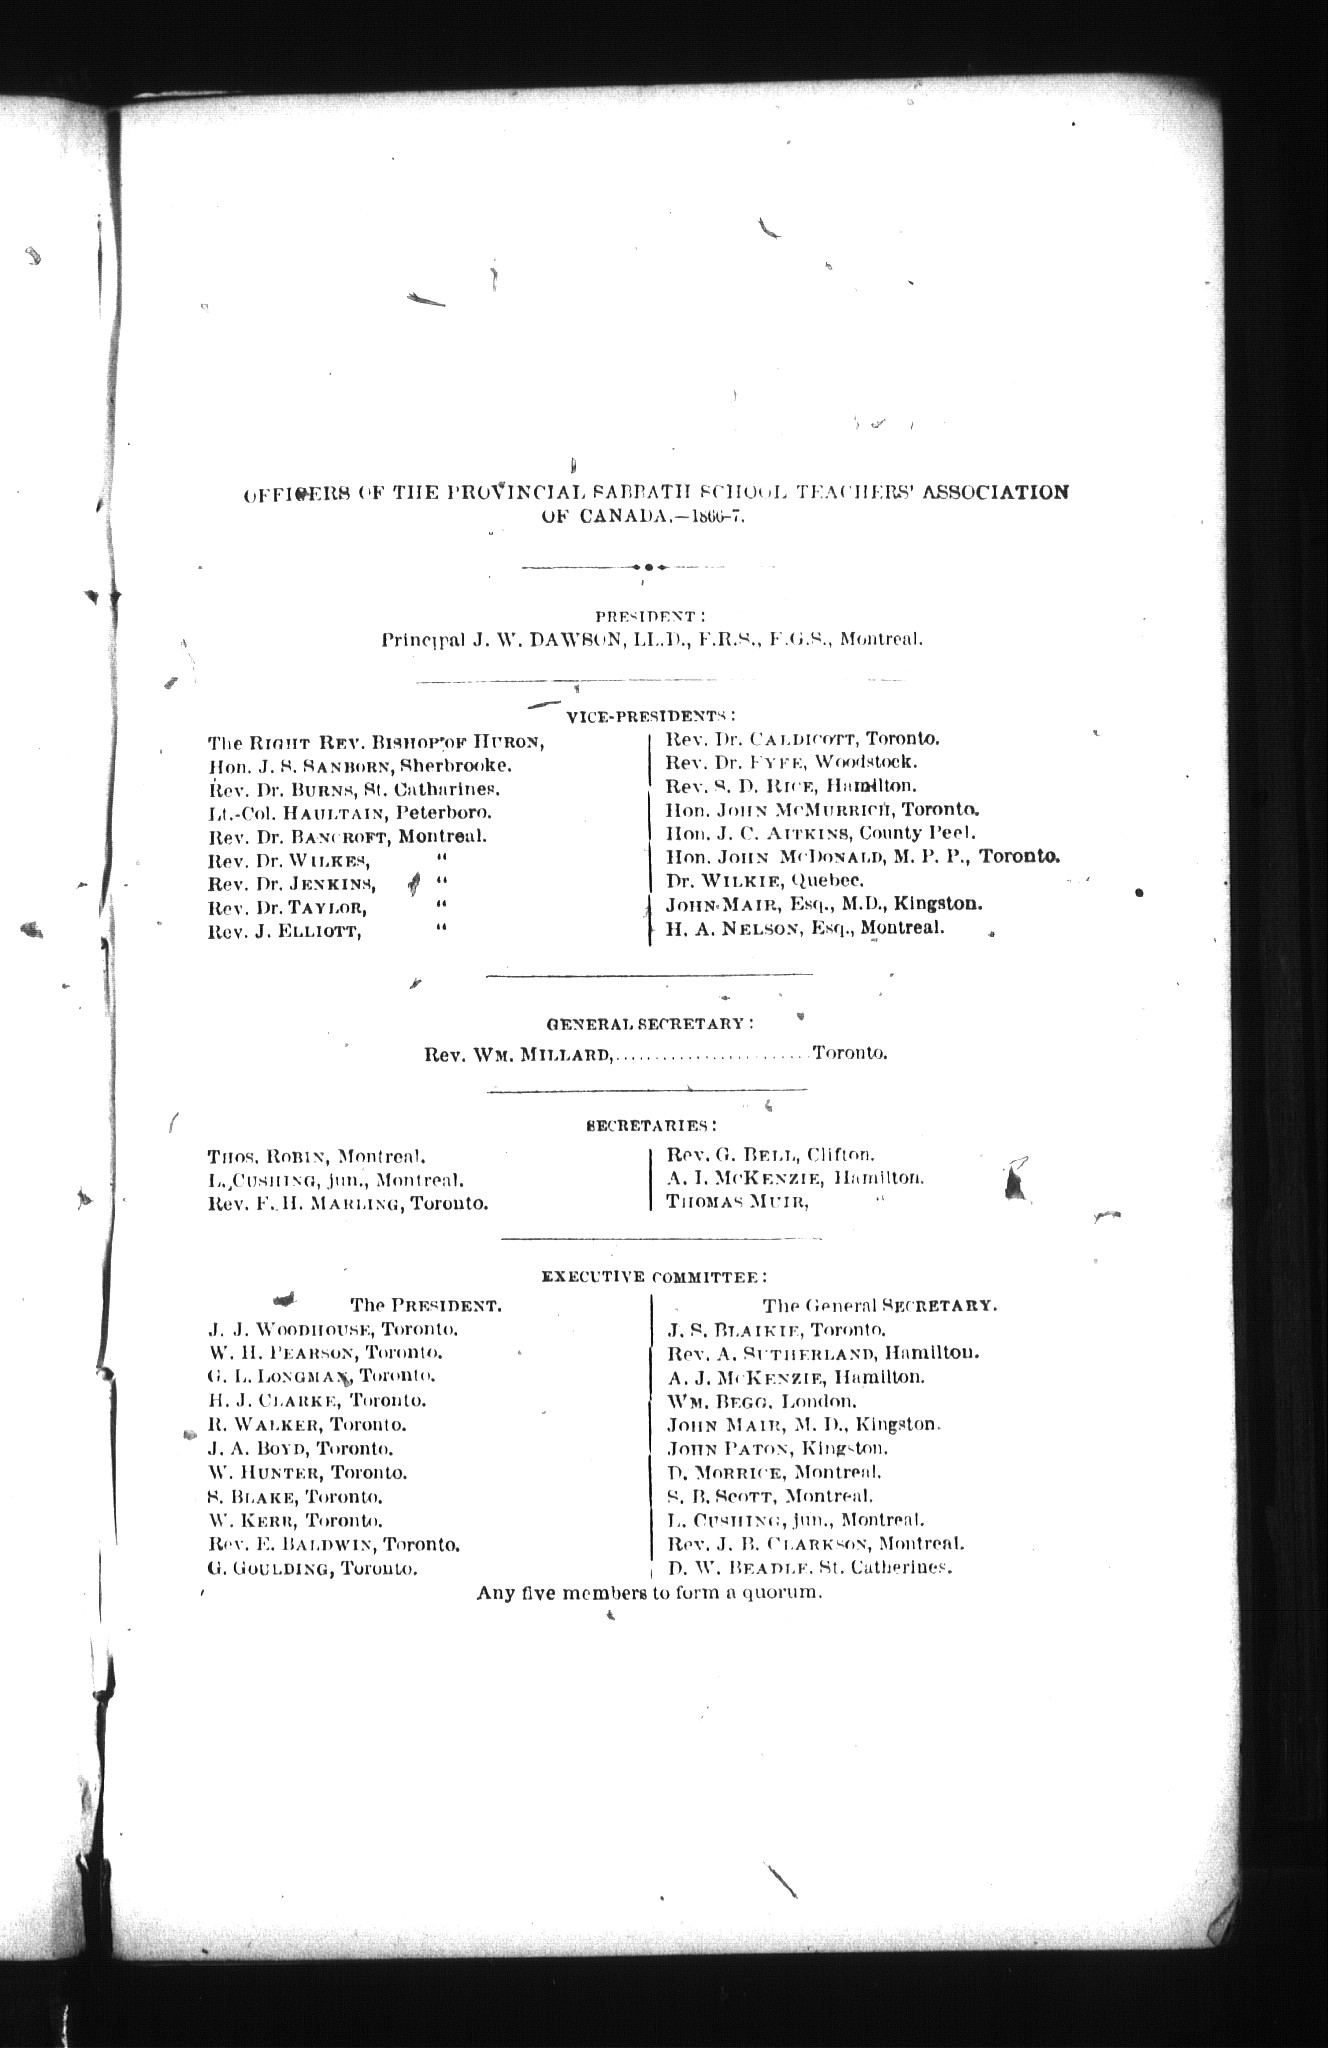 OFFICERS OF THE PROVINCIAL SABBATH SCHOOL TEACHERS' ASSOCIATION
OF CANADA.—1866-7.
PRESIDENT:
Principal J. W. DAWSON, LL.D., F.R.S., F.G.S., Montreal.
VICE-PRESIDENTS:
The RIGHT REV. BISHOP OF HURON,
Hon. J. S. SANBORN, Sherbrooke.
Rev. Dr. BURNS, St. Catharines.
Lt.-Col. HAULTAIN, Peterboro.
Rev. Dr. BANCROFT, Montreal.
Rev. Dr. WILKES, "
Rev. Dr. JENKINS, "
Rev. Dr. TAYLOR, "
Rev. J. ELLIOTT, "
Rev. Dr. CALDICOTT, Toronto.
Rev. Dr. FYFE, Woodstock.
Rev. S. D. RICE, Hamilton.
Hon. JOHN MCMURRICH, Toronto.
Hon. J. C. AITKINS, County Peel.
Hon. JOHN MCDONALD, M. P. P., Toronto.
Dr. WILKIE, Quebec.
JOHN MAIR, Esq., M.D., Kingston.
H. A. NELSON, Esq., Montreal.
GENERAL SECRETARY:
Rev. WM. MILLARD,........................Toronto.
SECRETARIES:
THOS. ROBIN, Montreal.
L. CUSHING, jun., Montreal.
Rev. F. H. MARLING, Toronto.
Rev. G. BELL, Clifton.
A. I. MCKENZIE, Hamilton.
THOMAS MUIR, "
EXECUTIVE COMMITTEE:
The PRESIDENT.
J. J. WOODHOUSE, Toronto.
W. H. PEARSON, Toronto.
G. L. LONGMAN, Toronto.
H. J. CLARKE, Toronto.
R. WALKER, Toronto.
J. A. BOYD, Toronto.
W. HUNTER, Toronto.
S. BLAKE, Toronto.
W. KERR, Toronto.
Rev. E. BALDWIN, Toronto.
G. GOULDING, Toronto.
The General SECRETARY.
J. S. BLAIKIE, Toronto.
Rev. A. SUTHERLAND, Hamilton.
A. J. MCKENZIE, Hamilton.
WM. BEGG, London.
JOHN MAIR, M. D., Kingston.
JOHN PATON, Kingston.
D. MORRICE, Montreal.
S. B. SCOTT, Montreal.
L. CUSHING, jun., Montreal.
Rev. J. B. CLARKSON, Montreal.
D. W. BEADLE, St. Catherines.
Any five members to form a quorum.